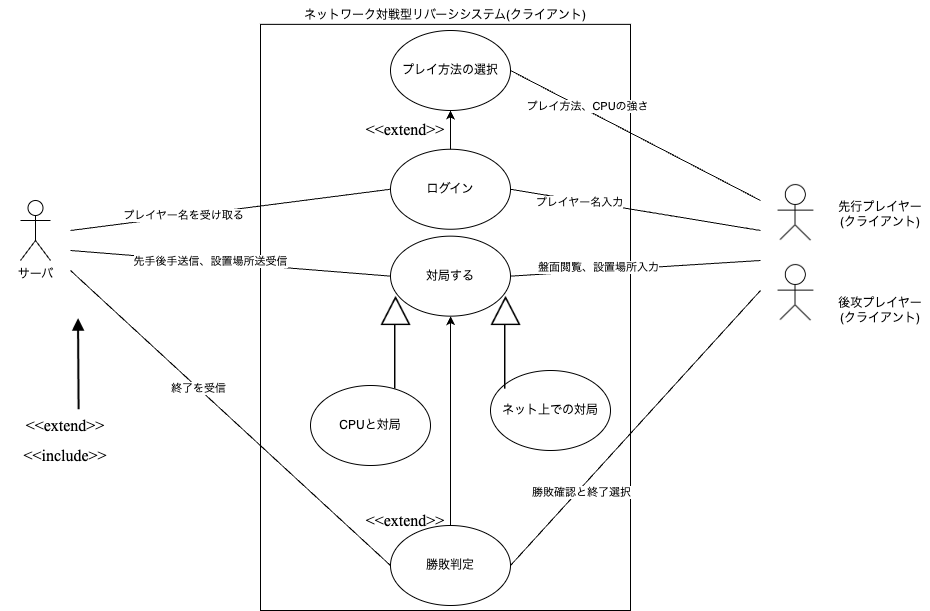 ネットワーク対戦型リバーシシステム(クライアント)
プレイ方法の選択
プレイ方法、CPUの強さ
<<extend>>
ログイン
プレイヤー名を受け取る
プレイヤー名入力
先行プレイヤー
(クライアント)
サーバ
先手後手送信、設置場所送受信
対局する
盤面閲覧、設置場所入力
後攻プレイヤー
(クライアント)
終了を受信
CPUと対局
ネット上での対局
<<extend>>
<<include>>
勝敗確認と終了選択
<<extend>>
勝敗判定